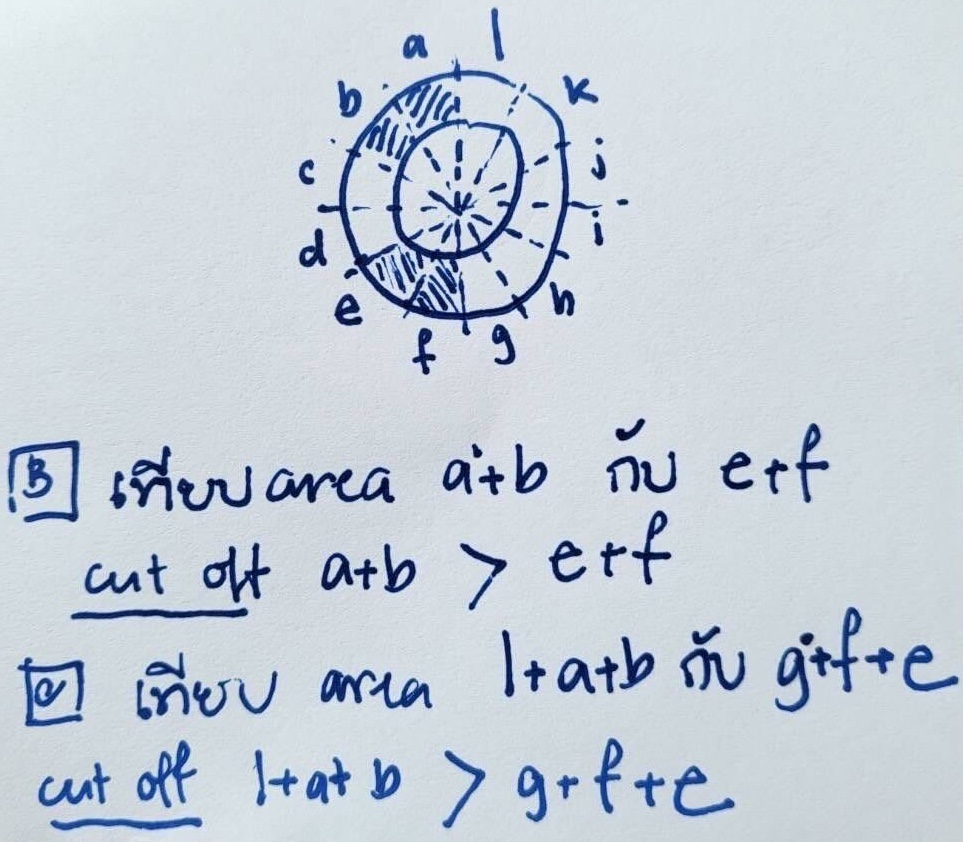 a l
b k
c j
d i
e h
f g
B เทียบ area a+b กับ e+f
cut off a+b > e+f
เทียบ area l+a+b กับ g+f+e
cut off l+a+b > g+f+e